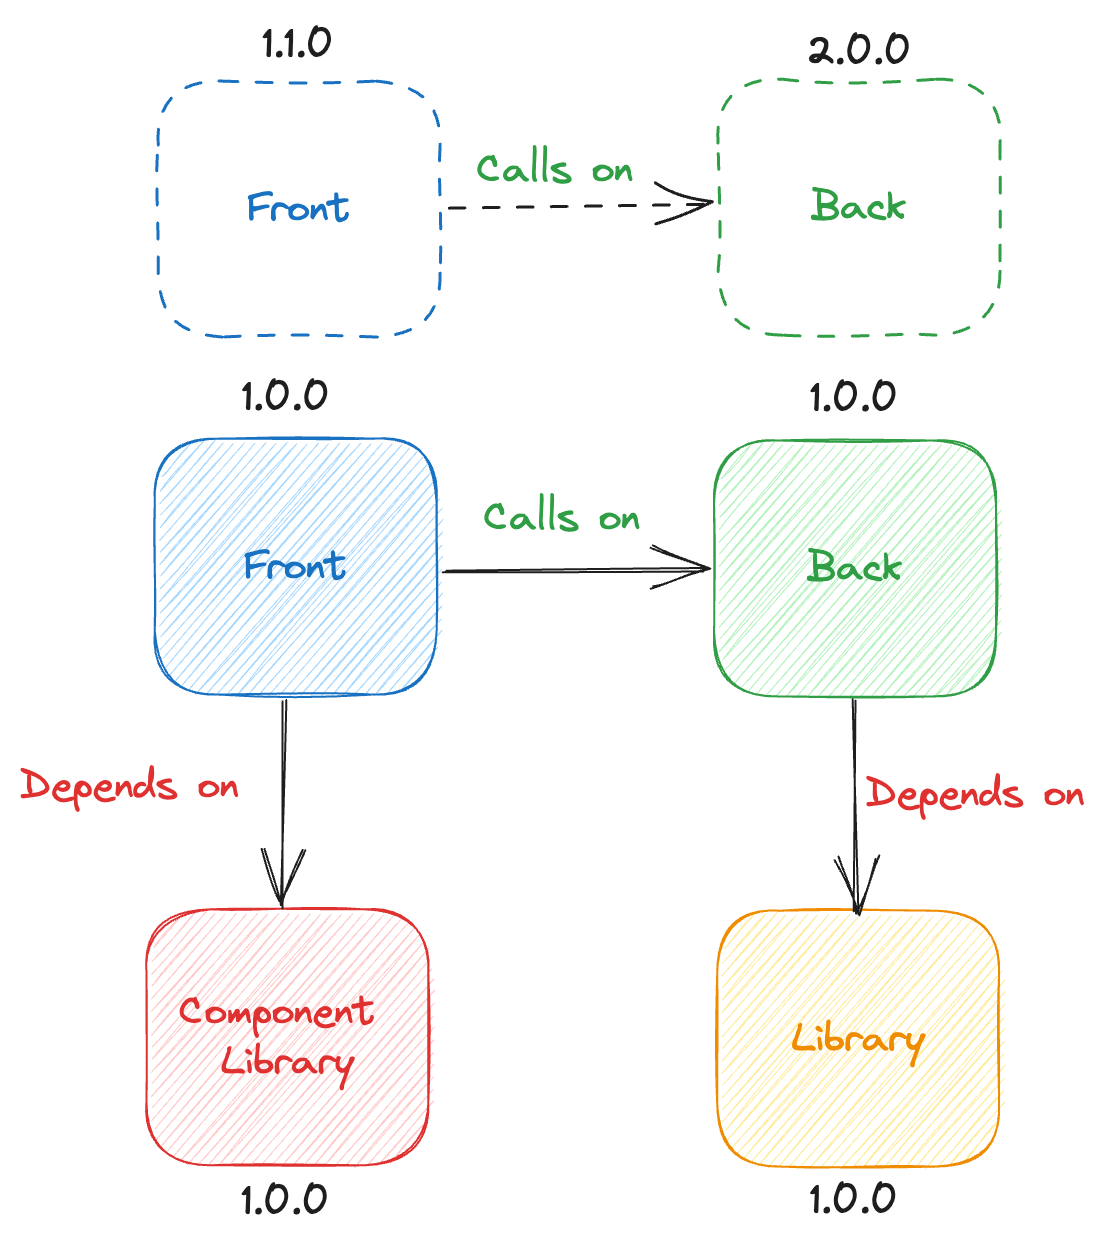 1.1.0
2.0.0
Front
Calls on
Back
1.0.0
1.0.0
Front
Calls on
Back
Depends on
Depends on
Component
Library
Library
1.0.0
1.0.0